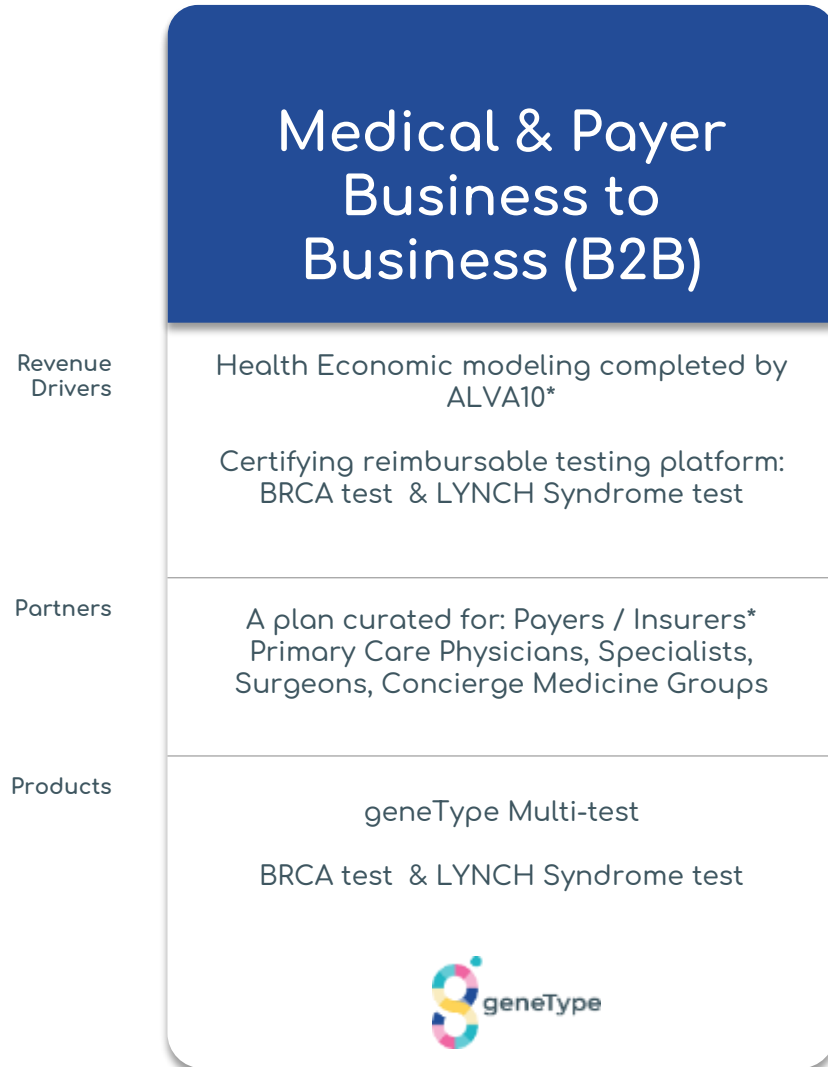 Medical & Payer
Business to
Business (B2B)
Revenue
Drivers
Health Economic modeling completed by
ALVA10*
Certifying reimbursable testing platform:
BRCA test & LYNCH Syndrome test
Partners
A plan curated for: Payers / Insurers*
Primary Care Physicians, Specialists,
Surgeons, Concierge Medicine Groups
Products
geneType Multi-test
BRCA test & LYNCH Syndrome test
geneType